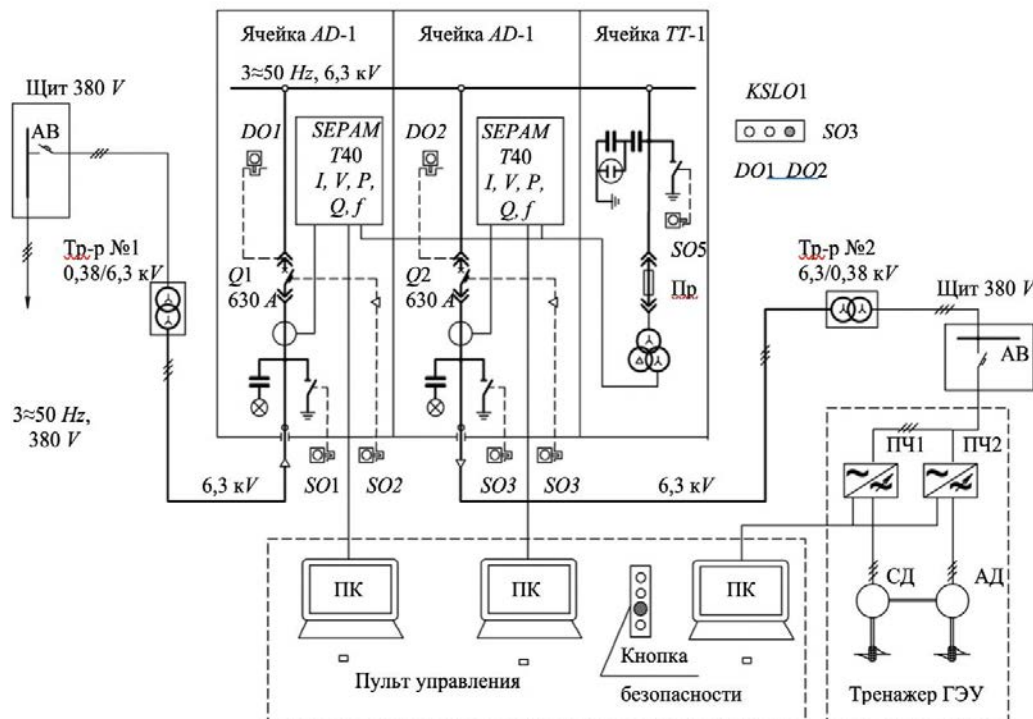 Ячейка AD-1
Ячейка AD-1
Ячейка TT-1
3≈50 Hz, 6,3 кV
Щит 380 V
АВ
DO1
SEPAM
T40
I, V, P,
Q, f
DO2
SEPAM
T40
I, V, P,
Q, f
KSLO1
SO3
DO1 DO2
SO5
Тр-р №1
0,38/6,3 кV
Q1
630 A
Q2
630 A
Пр
Тр-р №2
6,3/0,38 кV
Щит 380 V
АВ
3≈50 Hz,
380 V
6,3 кV
SO1
SO2
SO3
SO3
6,3 кV
ПЧ1
ПЧ2
ПК
ПК
ПК
СД
АД
Пульт управления
Кнопка
безопасности
Тренажер ГЭУ